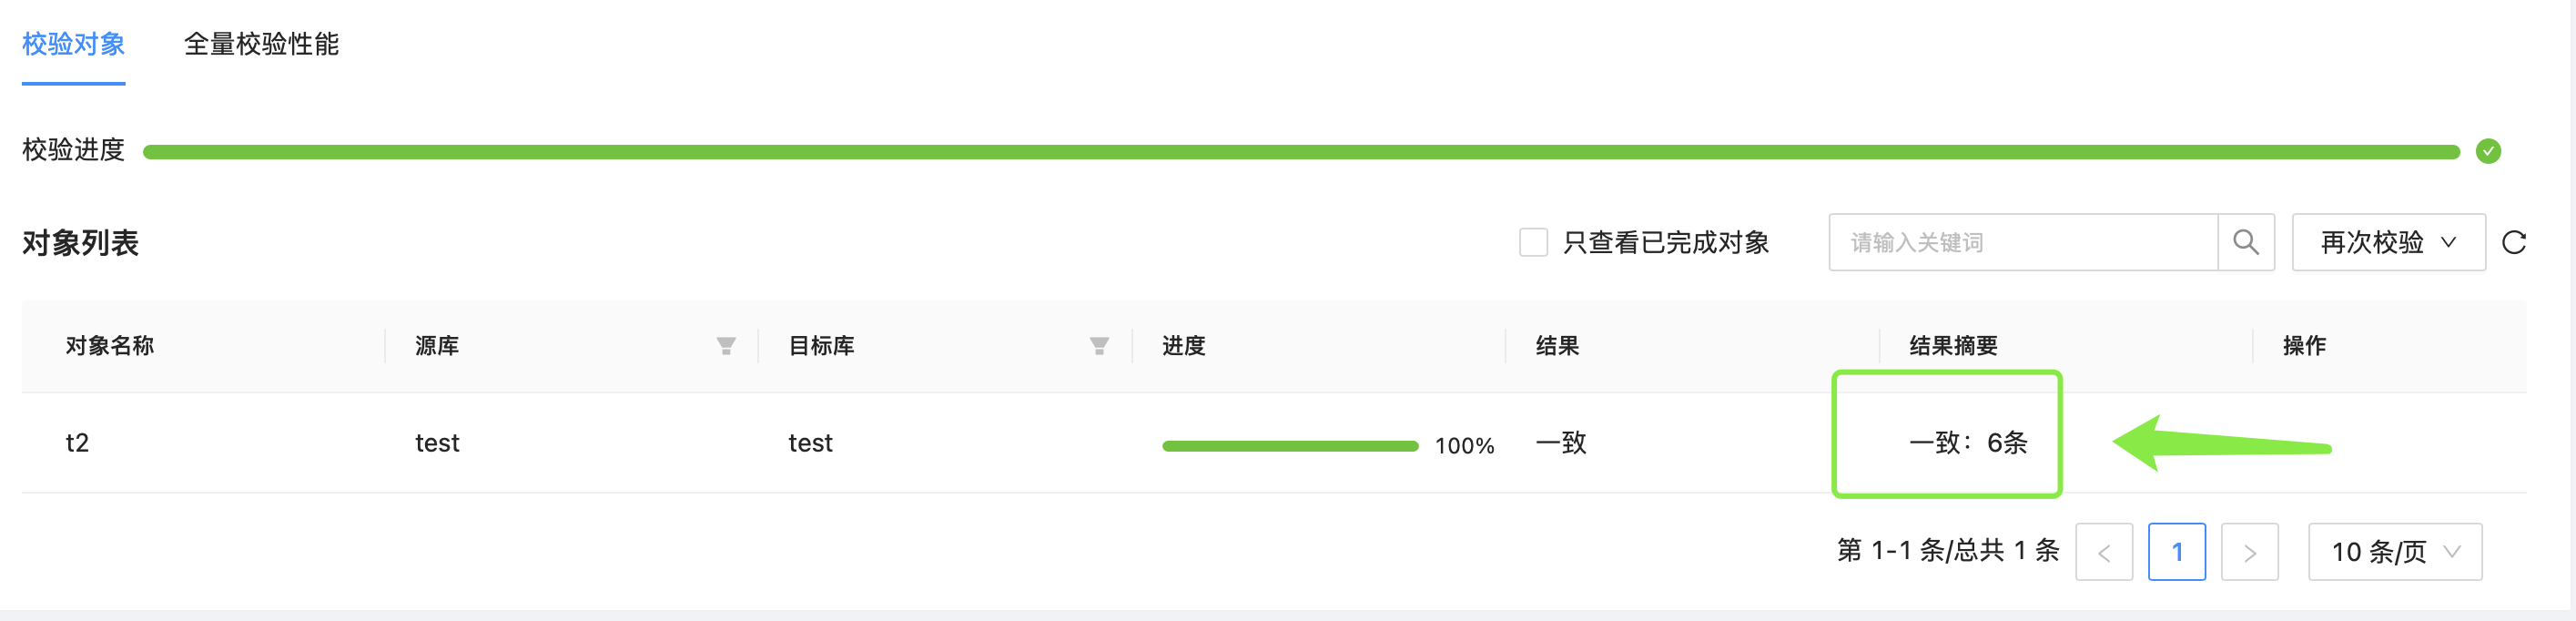 校验对象 全量校验性能
校验进度
对象列表 只查看已完成对象 请输入关键词 再次校验
对象名称 源库 目标库 进度 结果 结果摘要 操作
t2 test test 100% 一致 一致：6条
第 1-1 条/总共 1 条 < 1 > 10 条/页